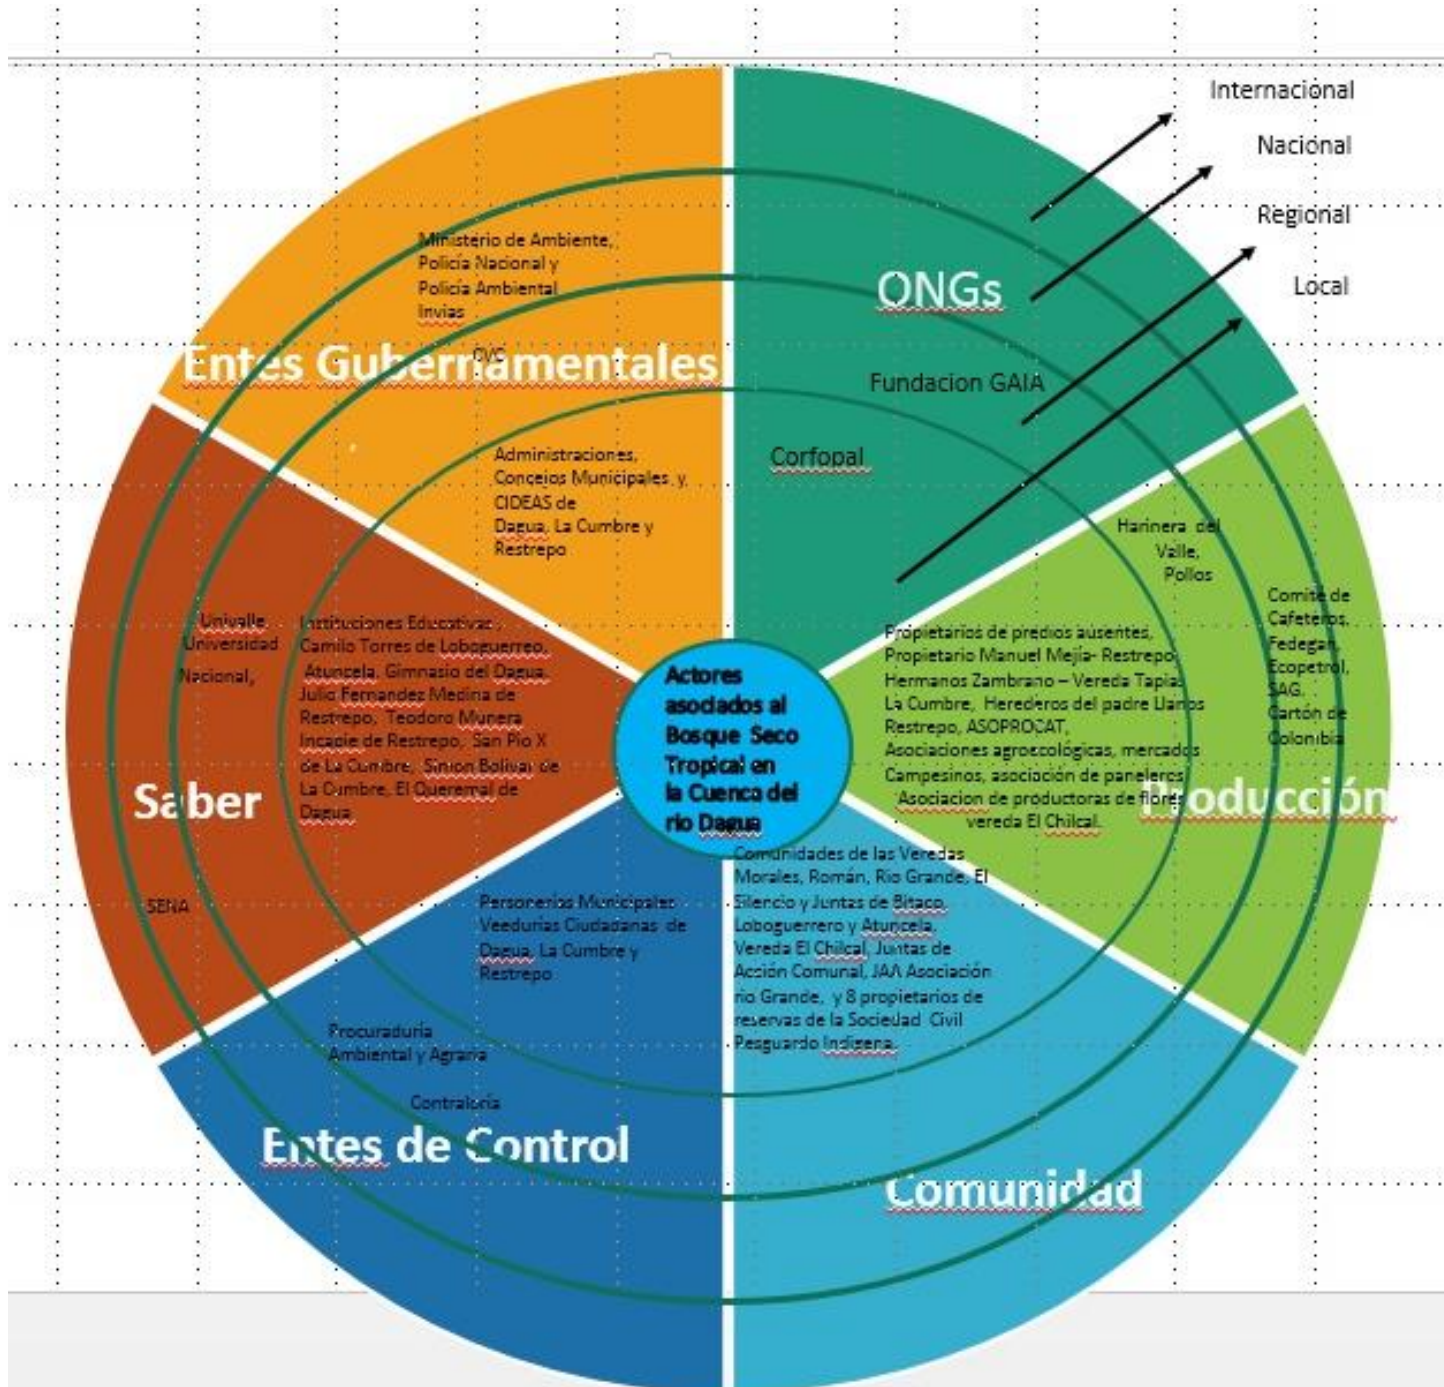 Internacional
Nacional
Regional
Local
ONGs
Fundacion GAIA
Corfopal
Ministerio de Ambiente,
Policía Nacional y
Policía Ambiental
Invias
CVC
Entes Gubernamentales
Administraciones,
Concejos Municipales y
CIDEAS de
Dagua, La Cumbre y
Restrepo
Harinera del
Valle,
Pollos
Comité de
Cafeteros,
Fedegan,
Ecopetrol,
SAG.
Cartón de
Colombia
Propietarios de predios ausentes,
Propietario Manuel Mejía- Restrepo,
Hermanos Zambrano – Vereda Tapia.
La Cumbre, Herederos del padre Llanos
Restrepo, ASOPROCAT,
Asociaciones agroecológicas, mercados
Campesinos, asociación de paneleros
Asociacion de productoras de flores
vereda El Chilcal.
Producción
Univalle
Universidad
Nacional,
Instituciones Educativas,
Camilo Torres de Loboguerreo,
Atuncela, Gimnasio del Dagua,
Julio Fernandez Medina de
Restrepo, Teodoro Munera
Incapie de Restrepo, San Pio X
de La Cumbre, Simon Bolivar de
La Cumbre, El Queremal de
Dagua.
Saber
SENA
Actores
asociados al
Bosque Seco
Tropical en
la Cuenca del
rio Dagua
Personerios Municipales
Veedurias Ciudadanas de
Dagua, La Cumbre y
Restrepo
Procuraduría
Ambiental y Agraria
Contraloría
Entes de Control
Comunidades de las Veredas
Morales, Román, Rio Grande, El
Silencio y Juntas de Bitaco,
Loboguerrero y Atuncela,
Vereda El Chilcal, Juntas de
Acsión Comunal, JAA Asociación
rio Grande, y 8 propietarios de
reservas de la Sociedad Civil
Pesguardo Indigena.
Comunidad